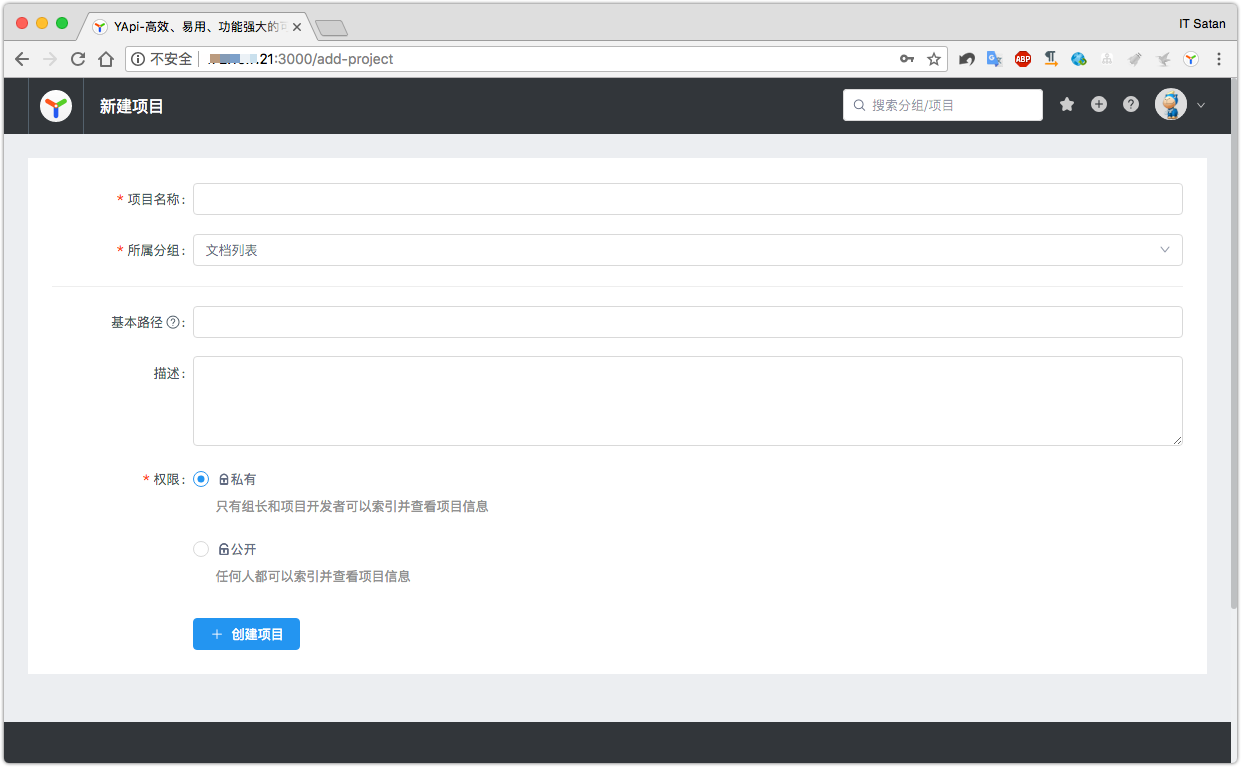 YApi-高效、易用、功能强大的
IT Satan
不安全
21:3000/add-project
ABP
新建项目
搜索分组/项目
* 项目名称:
* 所属分组:
文档列表
基本路径 ? :
描述:
* 权限:
私有
只有组长和项目开发者可以索引并查看项目信息
公开
任何人都可以索引并查看项目信息
+ 创建项目